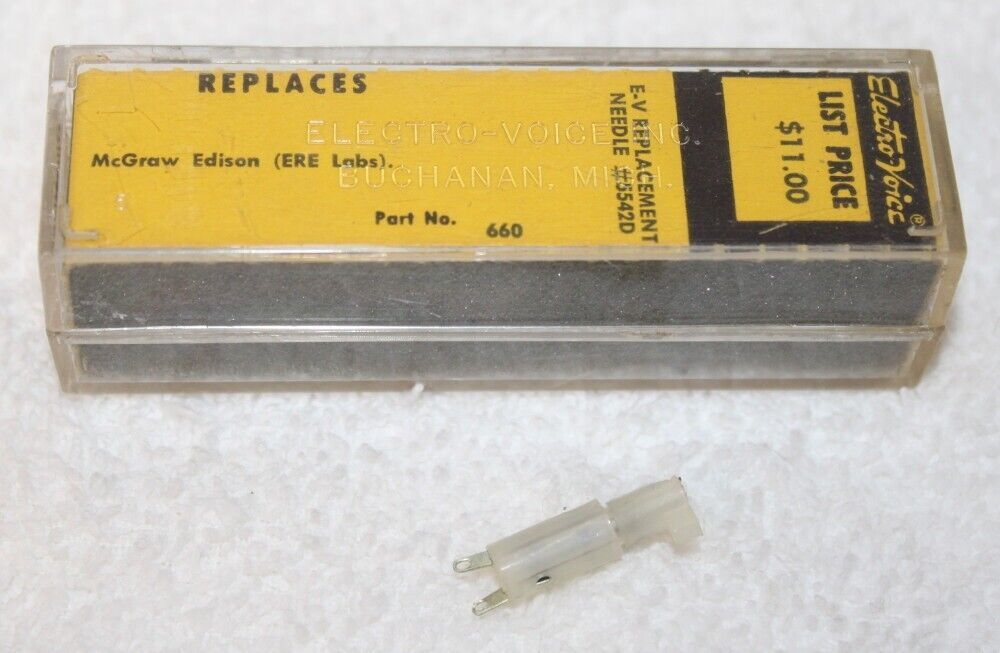 REPLACES
McGraw Edison (ERE Labs).
Part No. 660
ELECTRO-VOICE INC.
BUCHANAN, MICH.
E-V REPLACEMENT
NEEDLE #5542D
LIST PRICE
$11.00
Electro Voice®